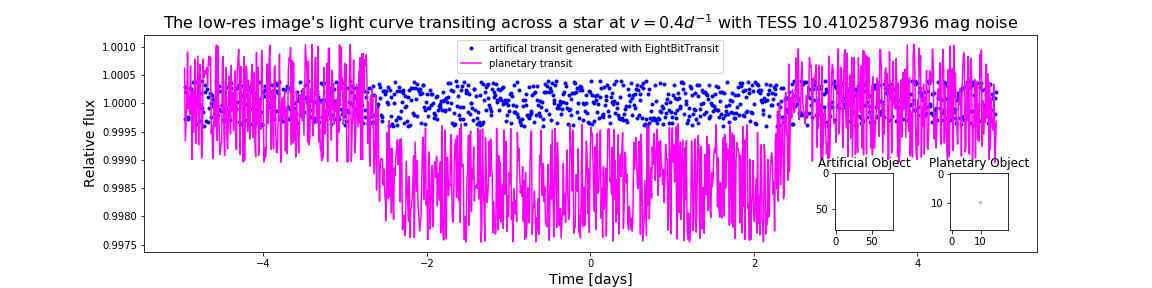 The low-res image's light curve transiting across a star at v = 0.4d⁻¹ with TESS 10.4102587936 mag noise
artifical transit generated with EightBitTransit
planetary transit
Relative flux
1.0010
1.0005
1.0000
0.9995
0.9990
0.9985
0.9980
0.9975
Artificial Object
0
50
0 50
Planetary Object
0
10
0 10
−4 −2 0 2 4
Time [days]